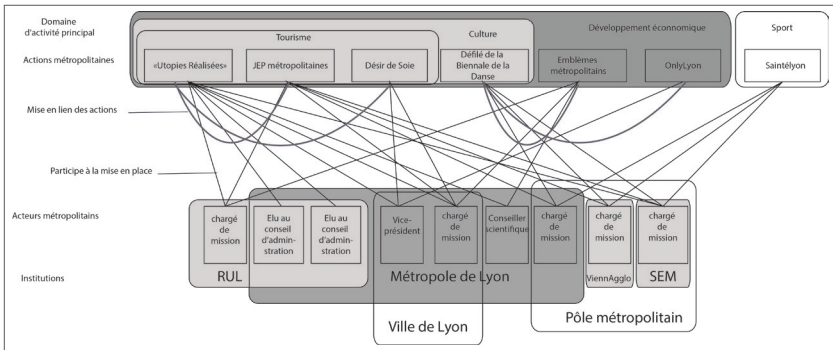 Domaine
d'activité principal
Développement économique
Sport
Culture
Tourisme
Actions métropolitaines
«Utopies Réalisées»
JEP métropolitaines
Désir de Soie
Défilé de la
Biennale de la
Danse
Emblèmes
métropolitains
OnlyLyon
Saintélyon
Mise en lien des actions
Participe à la mise en place
Acteurs métropolitains
chargé
de
mission
Elu au
conseil
d'admin-
stration
Elu au
conseil
d'admin-
stration
Vice-
président
chargé
de
mission
Conseiller
scientifique
chargé
de
mission
chargé
de
mission
chargé
de
mission
Institutions
RUL
Métropole de Lyon
ViennAgglo
SEM
Ville de Lyon
Pôle métropolitain